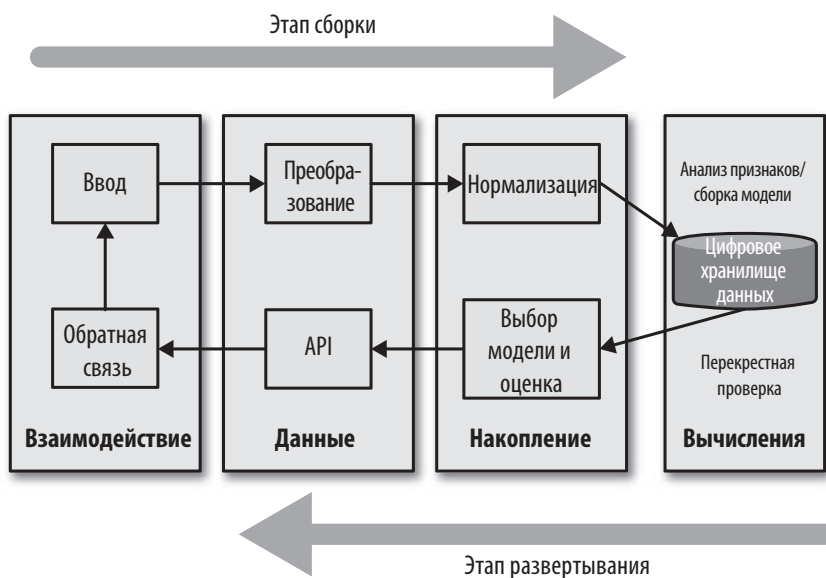 Этап сборки
Ввод
Преобра-
зование
Нормализация
Анализ признаков/
сборка модели
Цифровое
хранилище
данных
Обратная
связь
API
Выбор
модели и
оценка
Перекрестная
проверка
Взаимодействие
Данные
Накопление
Вычисления
Этап развертывания